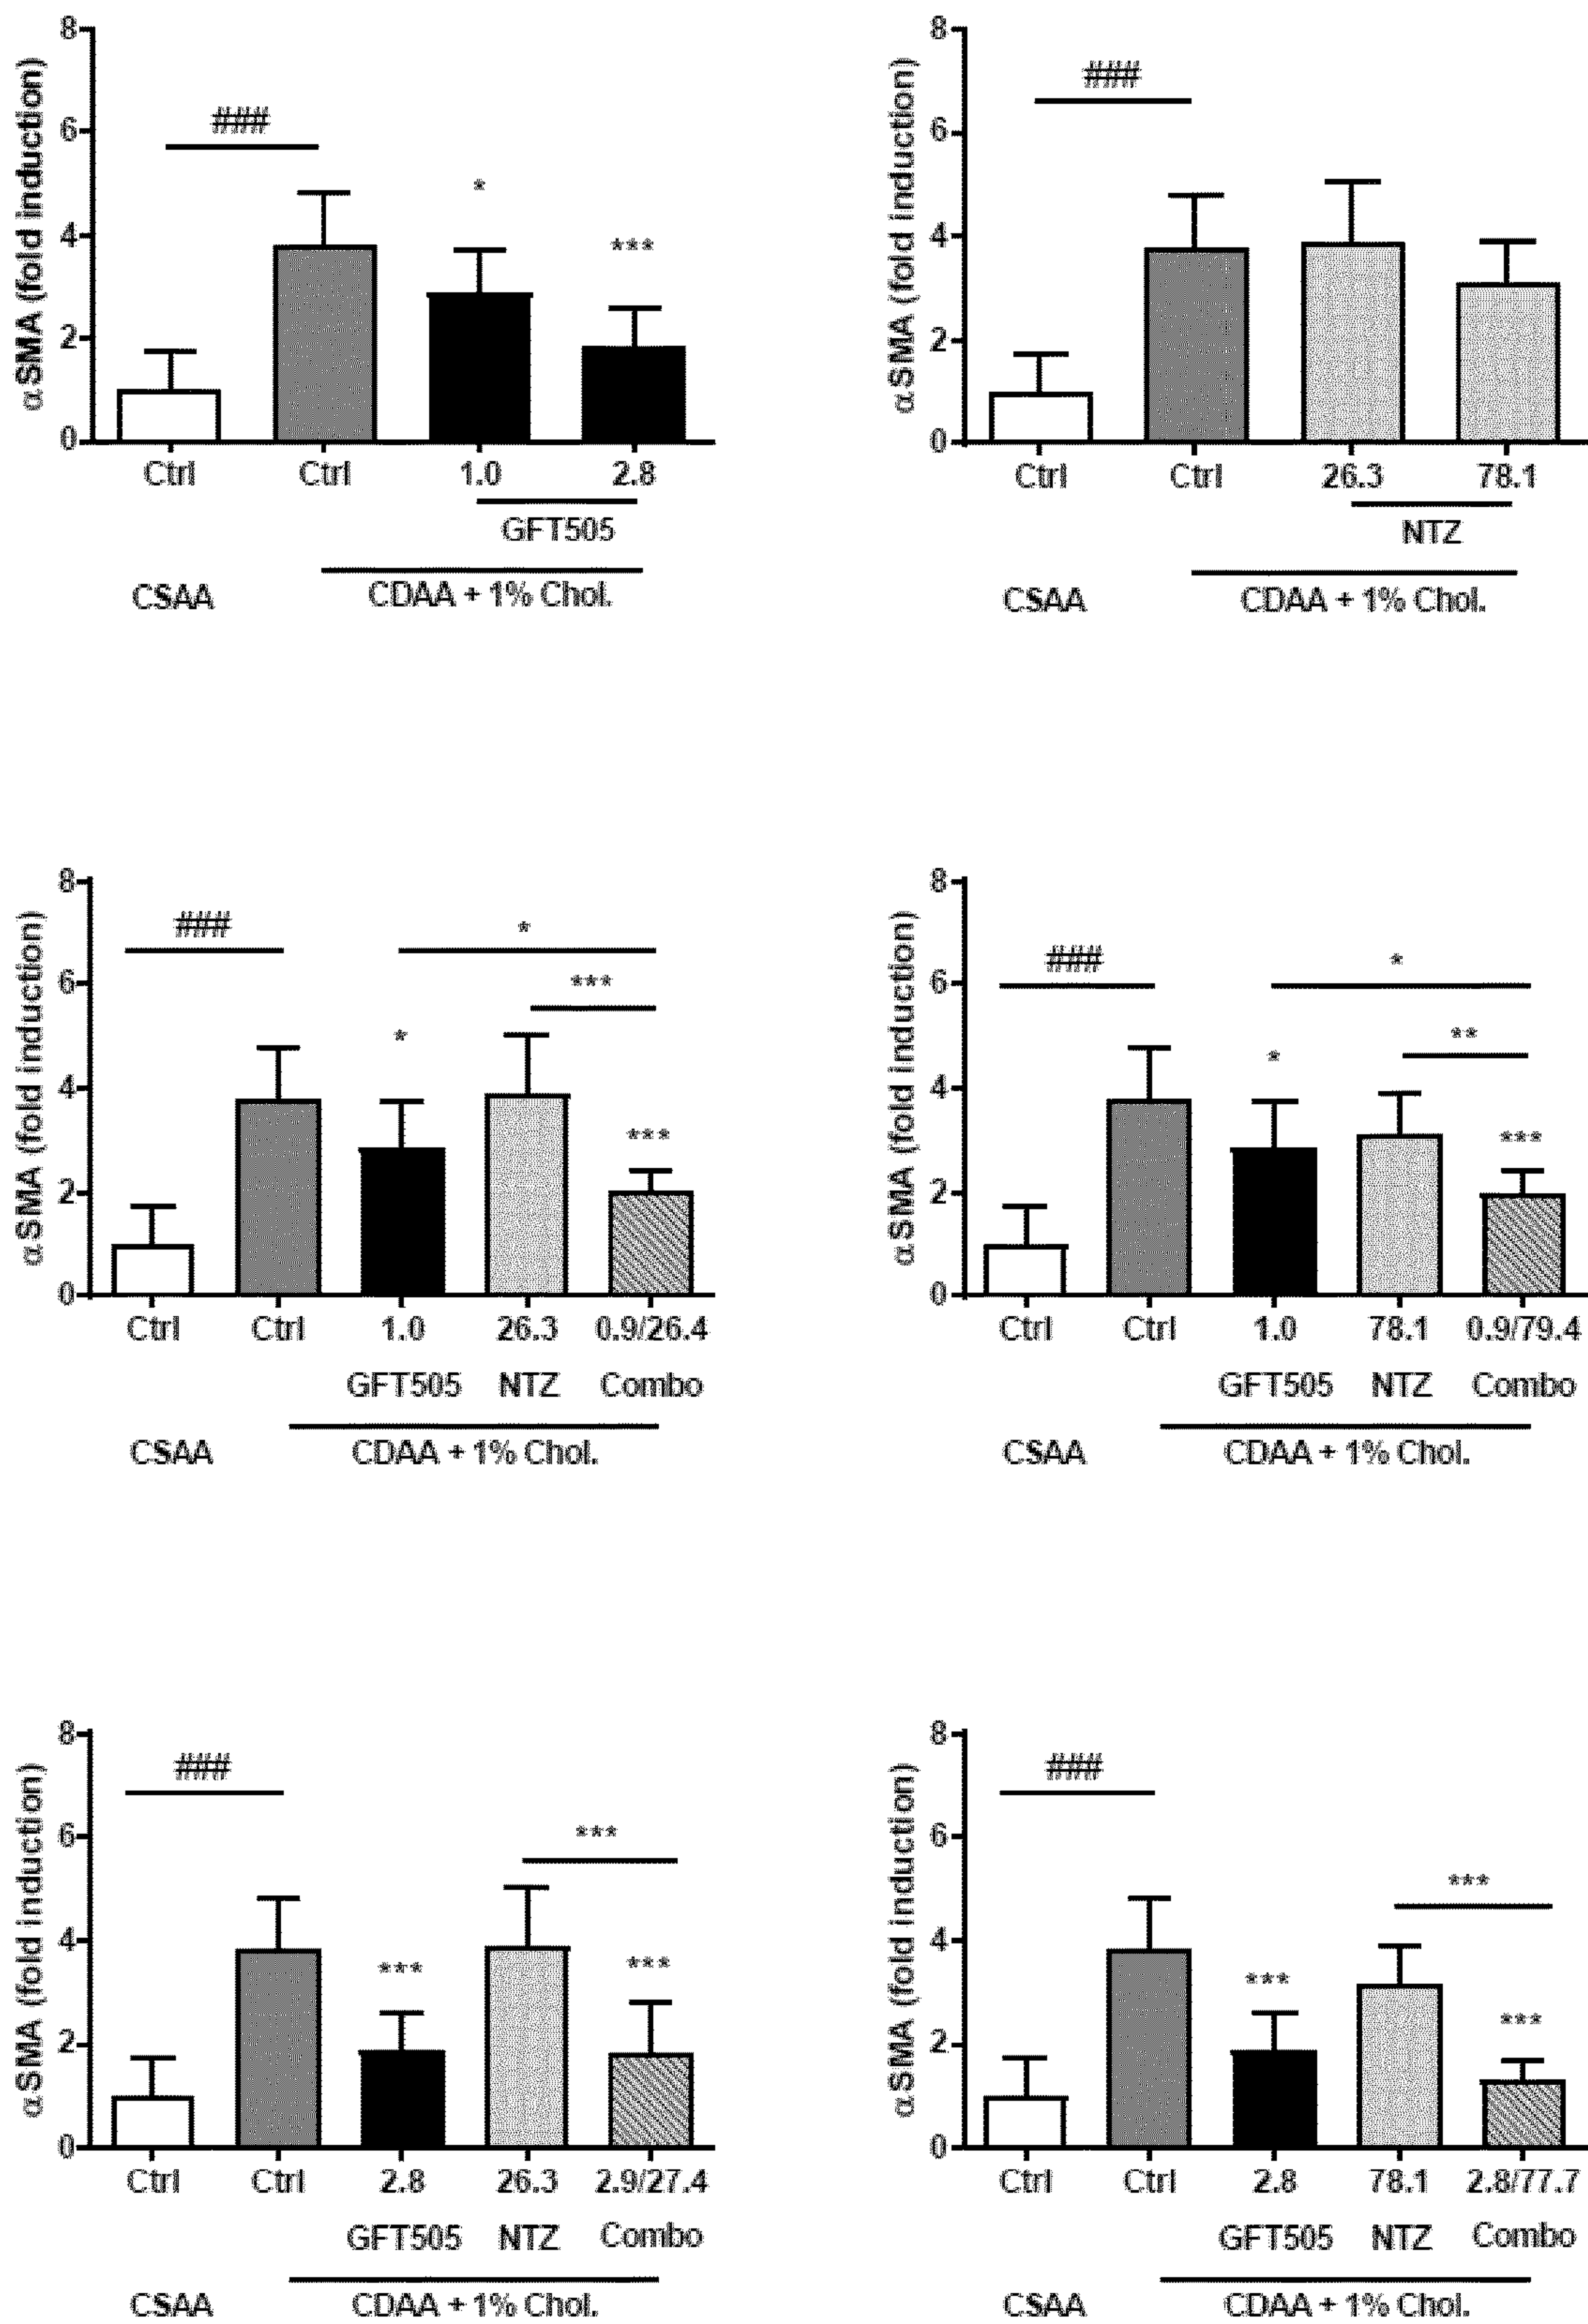 αSMA (fold induction)
8
6
4
2
0
###
*
***
Ctrl Ctrl 1.0 2.8
GFT505
CSAA CDAA + 1% Chol.
αSMA (fold induction)
8
6
4
2
0
###
Ctrl Ctrl 26.3 78.1
NTZ
CSAA CDAA + 1% Chol.
αSMA (fold induction)
8
6
4
2
0
###
*
***
*
***
Ctrl Ctrl 1.0 26.3 0.9/26.4
GFT505 NTZ Combo
CSAA CDAA + 1% Chol.
αSMA (fold induction)
8
6
4
2
0
###
*
**
*
***
Ctrl Ctrl 1.0 78.1 0.9/79.4
GFT505 NTZ Combo
CSAA CDAA + 1% Chol.
αSMA (fold induction)
8
6
4
2
0
###
***
***
***
Ctrl Ctrl 2.8 26.3 2.9/27.4
GFT505 NTZ Combo
CSAA CDAA + 1% Chol.
αSMA (fold induction)
8
6
4
2
0
###
***
***
***
Ctrl Ctrl 2.8 78.1 2.8/77.7
GFT505 NTZ Combo
CSAA CDAA + 1% Chol.